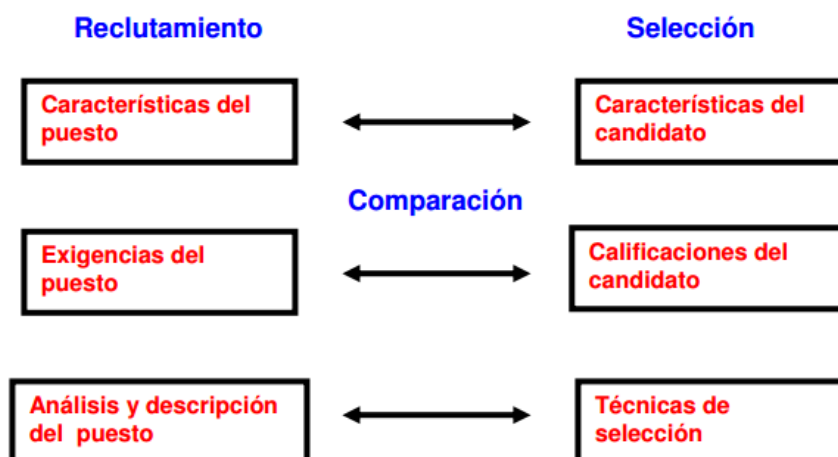 Reclutamiento
Selección
Características del
puesto
Características del
candidato
Comparación
Exigencias del
puesto
Calificaciones del
candidato
Análisis y descripción
del puesto
Técnicas de
selección